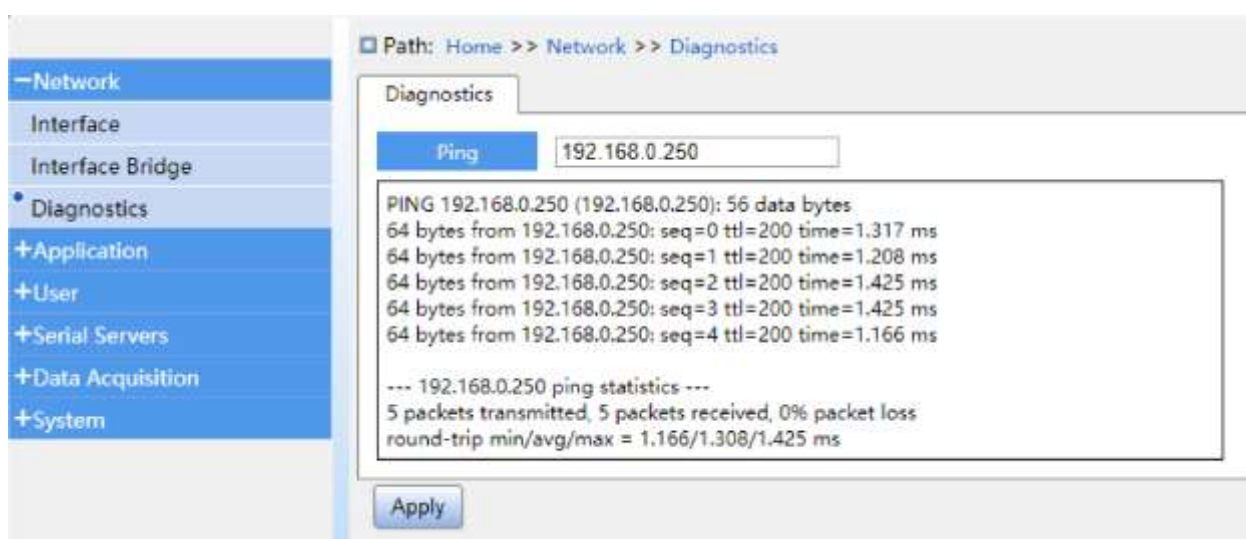 Path: Home >> Network >> Diagnostics
−Network
Interface
Interface Bridge
Diagnostics
+Application
+User
+Serial Servers
+Data Acquisition
+System
Diagnostics
Ping 192.168.0.250
PING 192.168.0.250 (192.168.0.250): 56 data bytes
64 bytes from 192.168.0.250: seq=0 ttl=200 time=1.317 ms
64 bytes from 192.168.0.250: seq=1 ttl=200 time=1.208 ms
64 bytes from 192.168.0.250: seq=2 ttl=200 time=1.425 ms
64 bytes from 192.168.0.250: seq=3 ttl=200 time=1.425 ms
64 bytes from 192.168.0.250: seq=4 ttl=200 time=1.166 ms
--- 192.168.0.250 ping statistics ---
5 packets transmitted, 5 packets received, 0% packet loss
round-trip min/avg/max = 1.166/1.308/1.425 ms
Apply